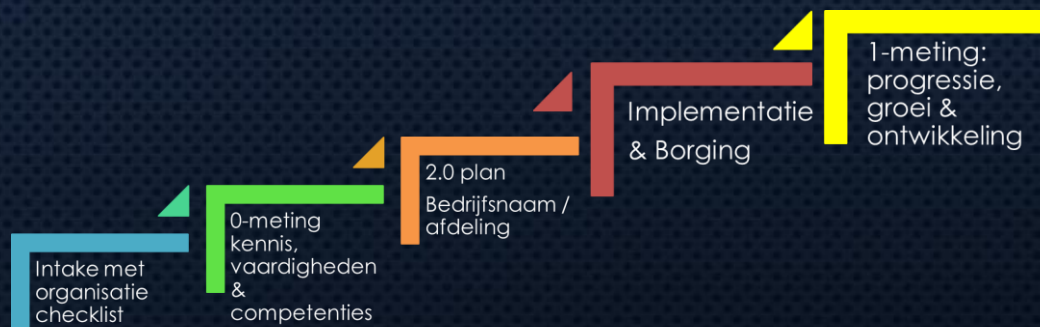 Intake met
organisatie
checklist
0-meting
kennis,
vaardigheden
&
competenties
2.0 plan
Bedrijfsnaam /
afdeling
Implementatie
& Borging
1-meting:
progressie,
groei &
ontwikkeling